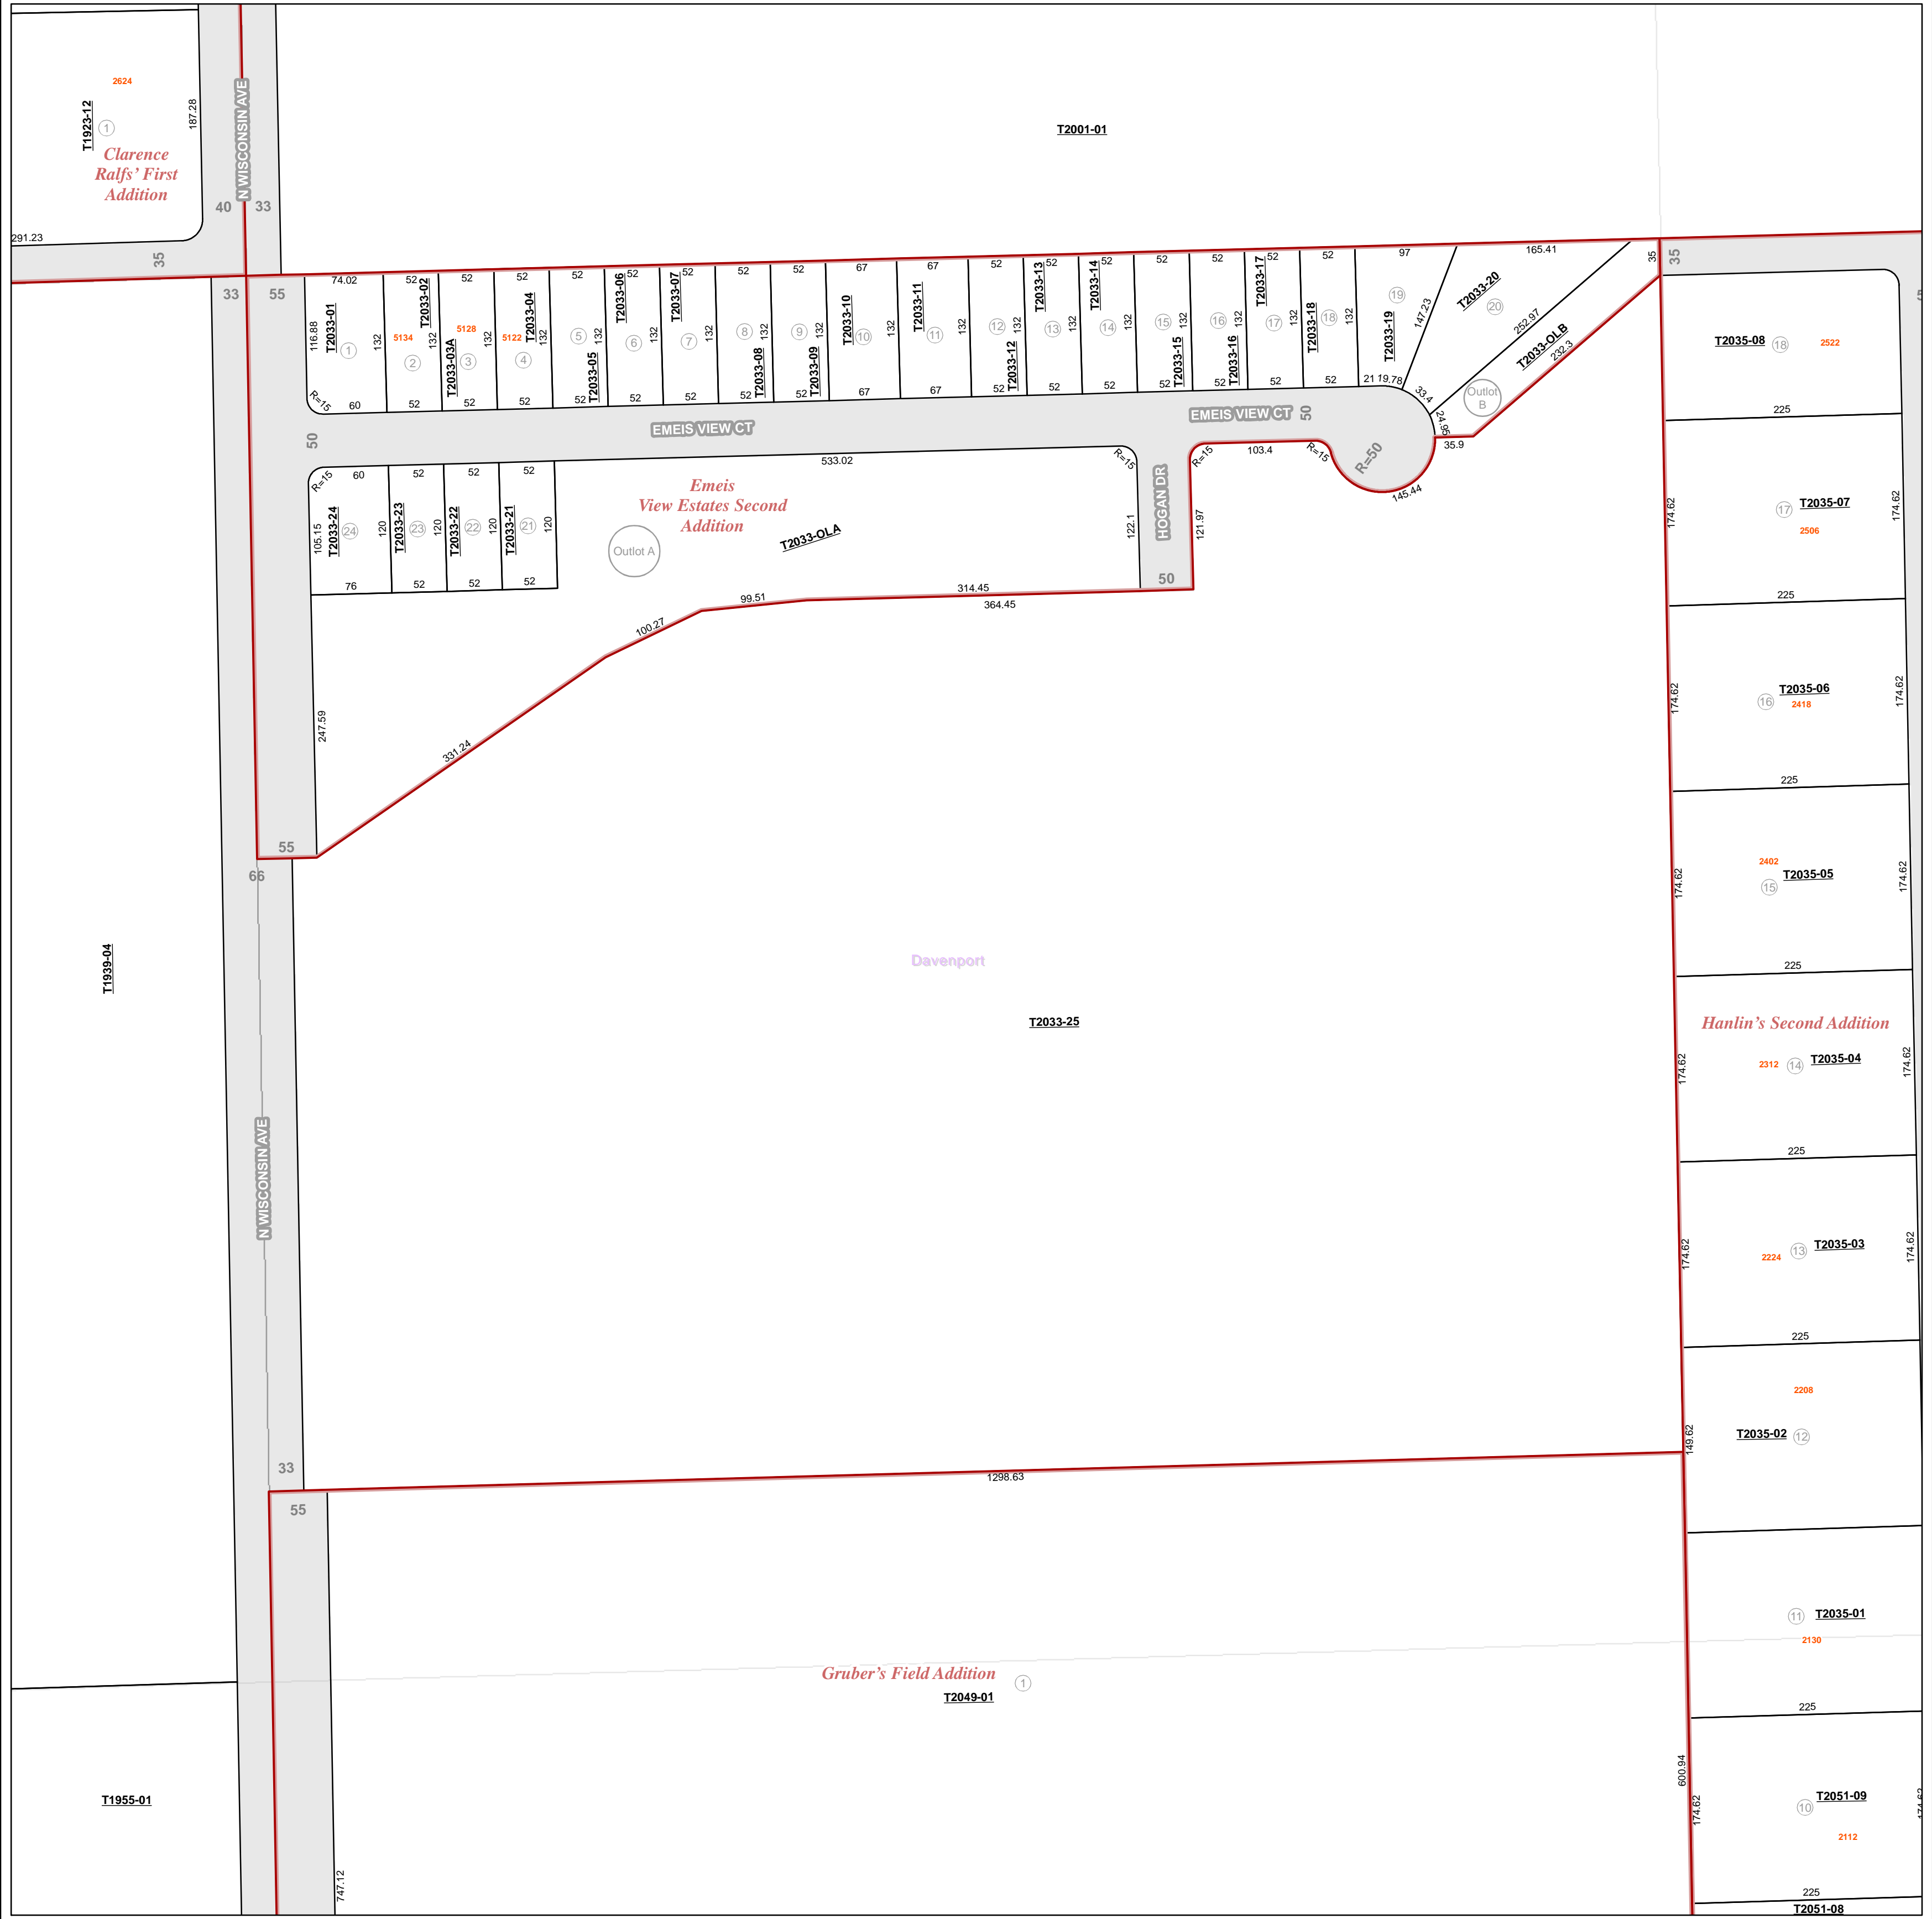 2624
T1923-12
1
187.28
Clarence
Ralfs' First
Addition
N WISCONSIN AVE
40
33
291.23
35
T2001-01
33
55
74.02
52
52
52
52
52
52
52
52
67
67
52
52
52
52
52
52
52
97
165.41
35
35
116.88
T2033-01
1
132
5134
2
T2033-02
132
T2033-03A
5128
3
132
5122
4
T2033-04
132
5
T2033-05
132
T2033-06
6
132
T2033-07
7
132
8
T2033-08
132
9
T2033-09
132
T2033-10
10
132
T2033-11
11
132
12
T2033-12
132
T2033-13
13
132
T2033-14
14
132
15
T2033-15
132
16
T2033-16
132
T2033-17
17
132
T2033-18
18
132
19
T2033-19
147.23
T2033-20
20
252.97
T2033-OLB
232.3
Outlot
B
R=15
60
52
52
52
52
52
52
52
52
67
67
52
52
52
52
52
52
52
21
19.78
33.4
24.95
35.9
50
EMEIS VIEW CT
EMEIS VIEW CT
50
R=50
145.44
R=15
60
52
52
52
533.02
R=15
HOGAN DR
R=15
103.4
R=15
105.15
T2033-24
24
120
T2033-23
23
120
T2033-22
22
120
T2033-21
21
120
Emeis
View Estates Second
Addition
Outlot A
T2033-OLA
122.1
121.97
50
76
52
52
52
99.51
314.45
364.45
100.27
247.59
331.24
55
66
T1939-04
Davenport
T2033-25
N WISCONSIN AVE
33
55
1298.63
T2035-08
18
2522
225
174.62
17
T2035-07
2506
174.62
225
174.62
16
T2035-06
2418
174.62
225
174.62
2402
15
T2035-05
174.62
225
Hanlin's Second Addition
174.62
2312
14
T2035-04
174.62
225
174.62
2224
13
T2035-03
174.62
225
2208
T2035-02
12
149.62
11
T2035-01
2130
225
Gruber's Field Addition
1
T2049-01
600.94
174.62
T2051-09
10
2112
225
T2051-08
T1955-01
747.12